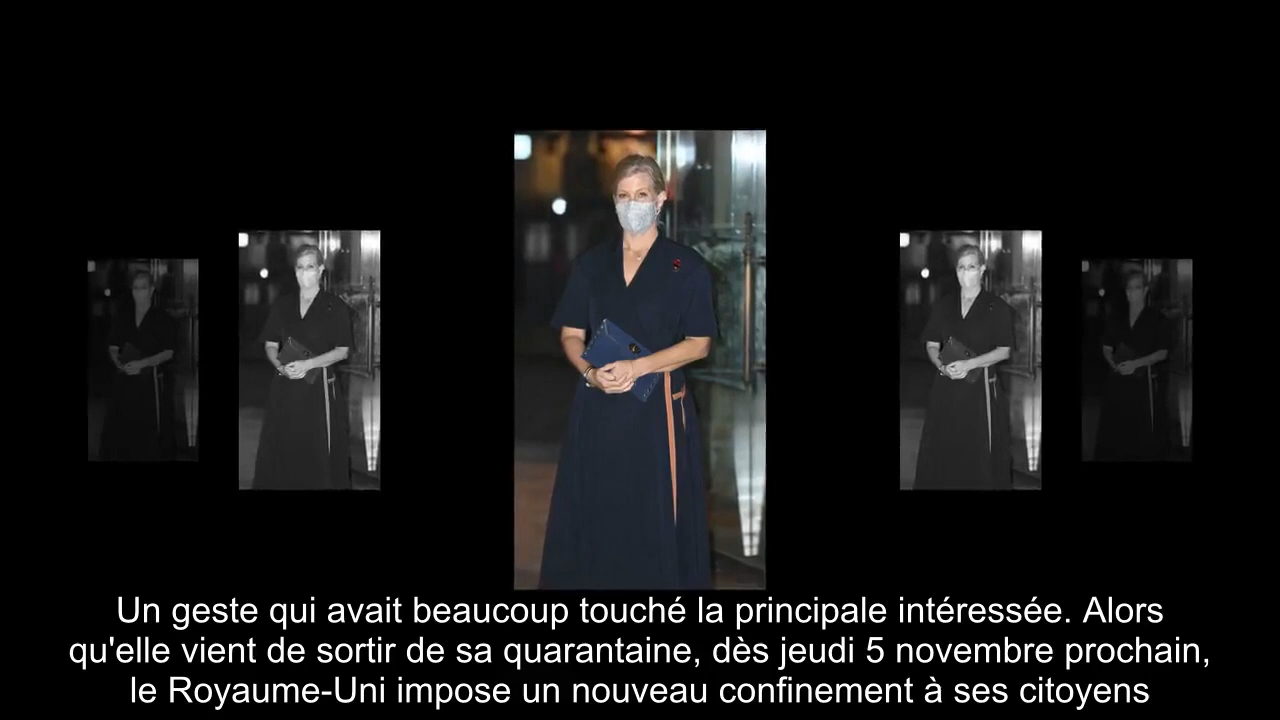 Un geste qui avait beaucoup touché la principale intéressée. Alors
qu'elle vient de sortir de sa quarantaine, dès jeudi 5 novembre prochain,
le Royaume-Uni impose un nouveau confinement à ses citoyens